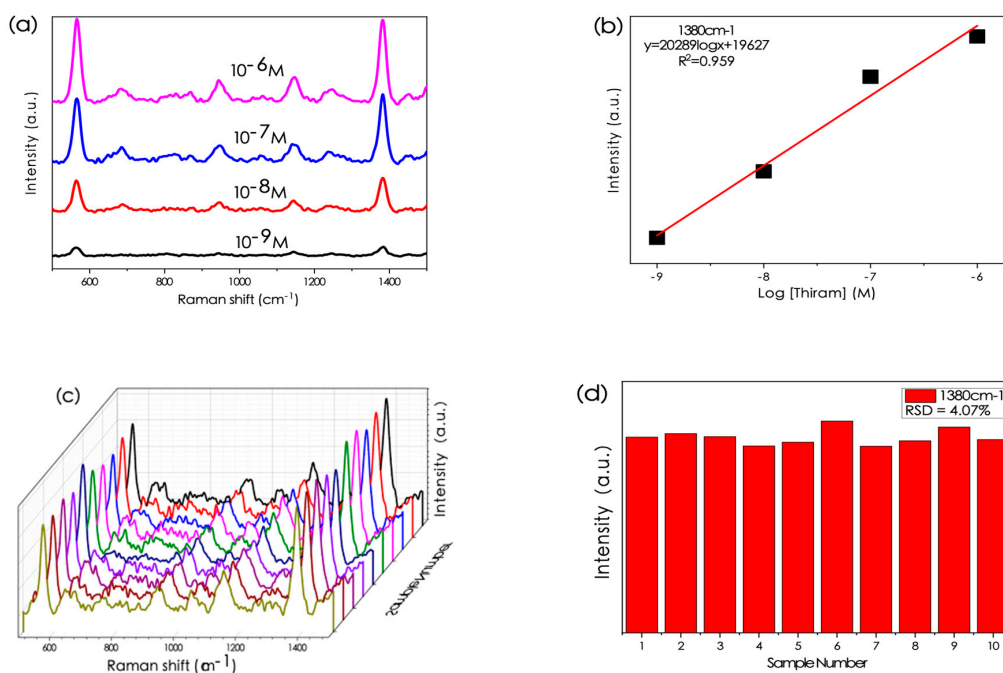 (a)
10⁻⁶M
10⁻⁷M
10⁻⁸M
10⁻⁹M
Intensity (a.u.)
600 800 1000 1200 1400
Raman shift (cm⁻¹)
(b)
1380cm-1
y=20289logx+19627
R²=0.959
Intensity (a.u.)
-9 -8 -7 -6
Log [Thiram] (M)
(c)
Intensity (a.u.)
Sample Number
600 800 1000 1200 1400
Raman shift (cm⁻¹)
(d)
1380cm-1
RSD = 4.07%
Intensity (a.u.)
1 2 3 4 5 6 7 8 9 10
Sample Number